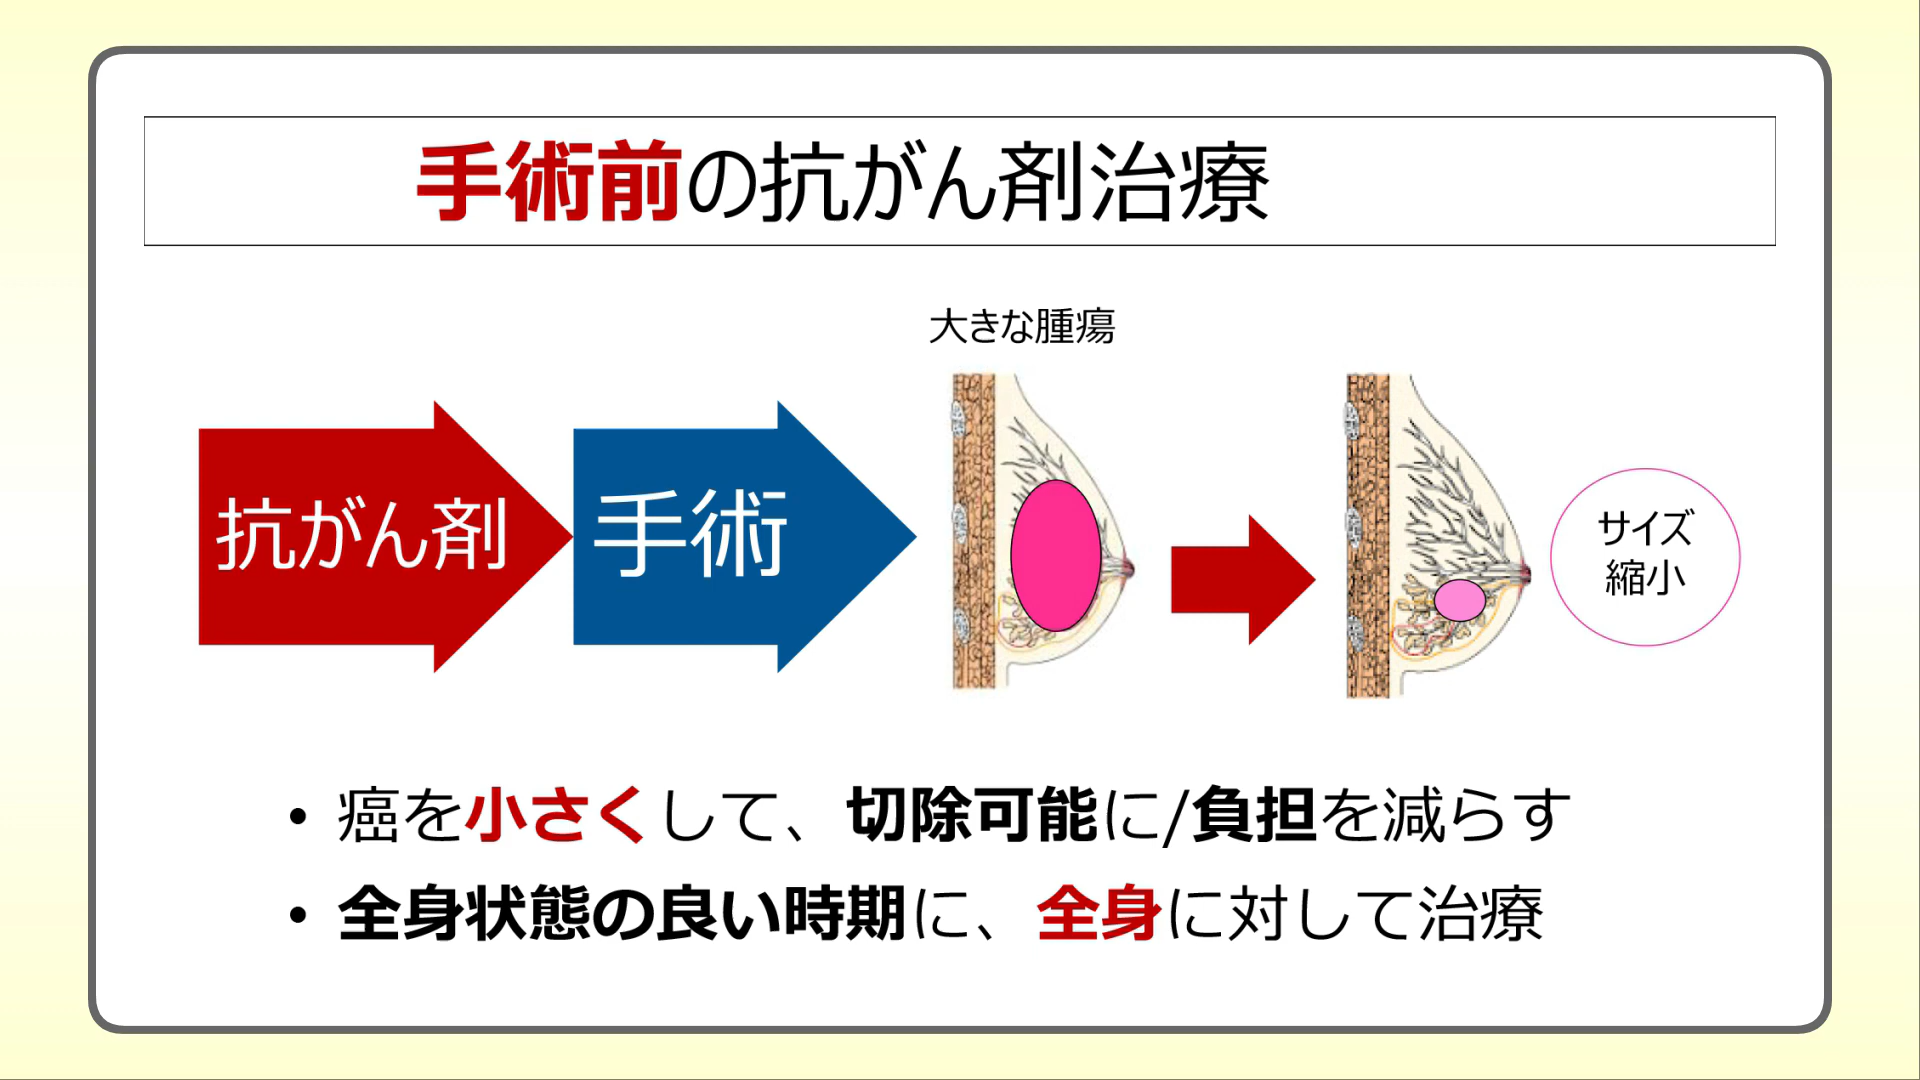 手術前の抗がん剤治療
大きな腫瘍
抗がん剤
手術
サイズ
縮小
• 癌を小さくして、切除可能に/負担を減らす
• 全身状態の良い時期に、全身に対して治療